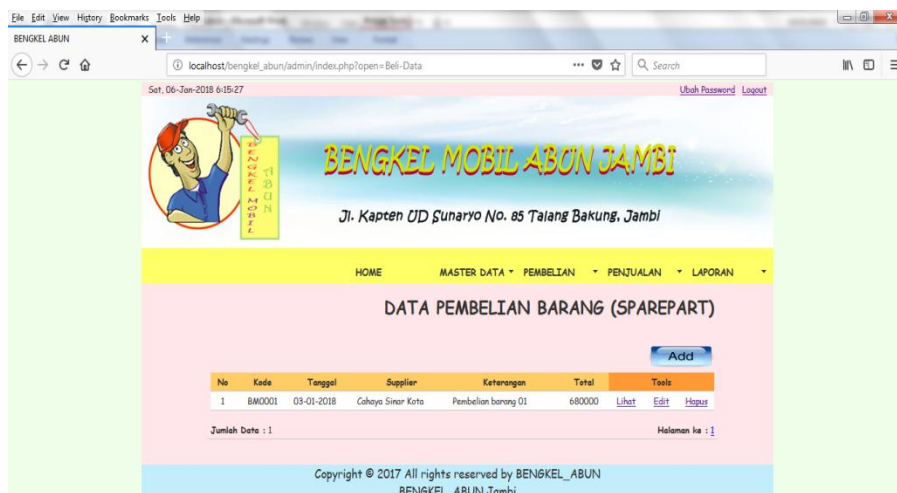 File Edit View History Bookmarks Tools Help
BENGKEL ABUN
localhost/bengkel_abun/admin/index.php?open=Beli-Data
Search
Sat, 06-Jan-2018 6:15:27
Ubah Password Logout
BENGKEL MOBIL
ABUN
BENGKEL MOBIL ABUN JAMBI
Jl. Kapten UD Sunaryo No. 85 Talang Bakung, Jambi
HOME MASTER DATA PEMBELIAN PENJUALAN LAPORAN
DATA PEMBELIAN BARANG (SPAREPART)
Add
No Kode Tanggal Supplier Keterangan Total Tools
1 BM0001 03-01-2018 Cahaya Sinar Kota Pembelian barang 01 680000 Lihat Edit Hapus
Jumlah Data : 1 Halaman ke : 1
Copyright © 2017 All rights reserved by BENGKEL_ABUN
BENGKEL_ABUN Jambi